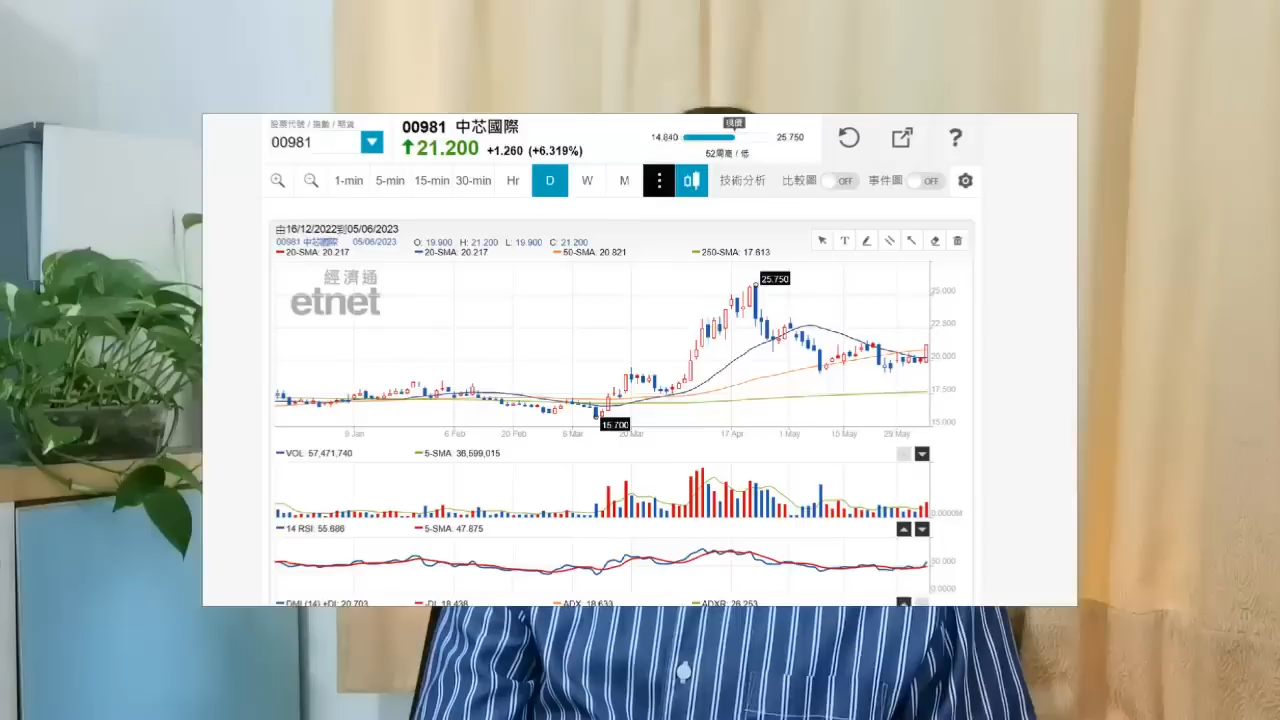 股票代號 / 指數 / 期貨
00981
00981 中芯國際
21.200 +1.260 (+6.319%)
現價
14.840 25.750
52周高 / 低
?
1-min 5-min 15-min 30-min Hr D W M 技術分析 比較圖 OFF 事件圖 OFF
由16/12/2022到05/06/2023
00981 中芯國際 05/06/2023 O: 19.900 H: 21.200 L: 19.900 C: 21.200
20-SMA: 20.217 20-SMA: 20.217 50-SMA: 20.821 250-SMA: 17.613
T
經濟通
etnet
25.750
15.700
25.000
22.500
20.000
17.500
15.000
9 Jan 6 Feb 20 Feb 6 Mar 20 Mar 17 Apr 1 May 15 May 29 May
VOL: 57,471,740 5-SMA: 36,599,015
0.0000M
14 RSI: 55.686 5-SMA: 47.875
50.000
0.0000
DMI (14) +DI: 20.703 -DI: 18.438 ADX: 18.633 ADXR: 26.253